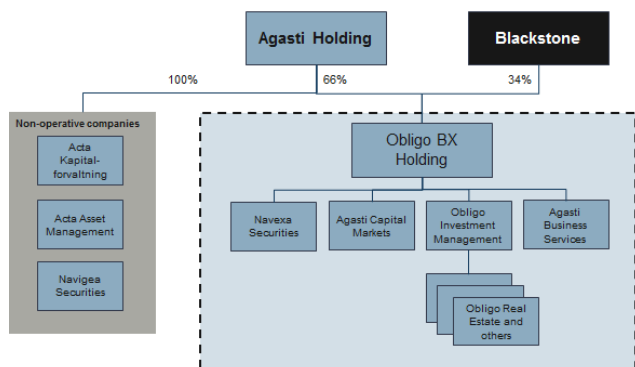 Agasti Holding
Blackstone
100%
66%
34%
Non-operative companies
Acta
Kapital-
forvaltning
Acta Asset
Management
Navigea
Securities
Obligo BX
Holding
Navexa
Securities
Agasti Capital
Markets
Obligo
Investment
Management
Agasti
Business
Services
Obligo Real
Estate and
others